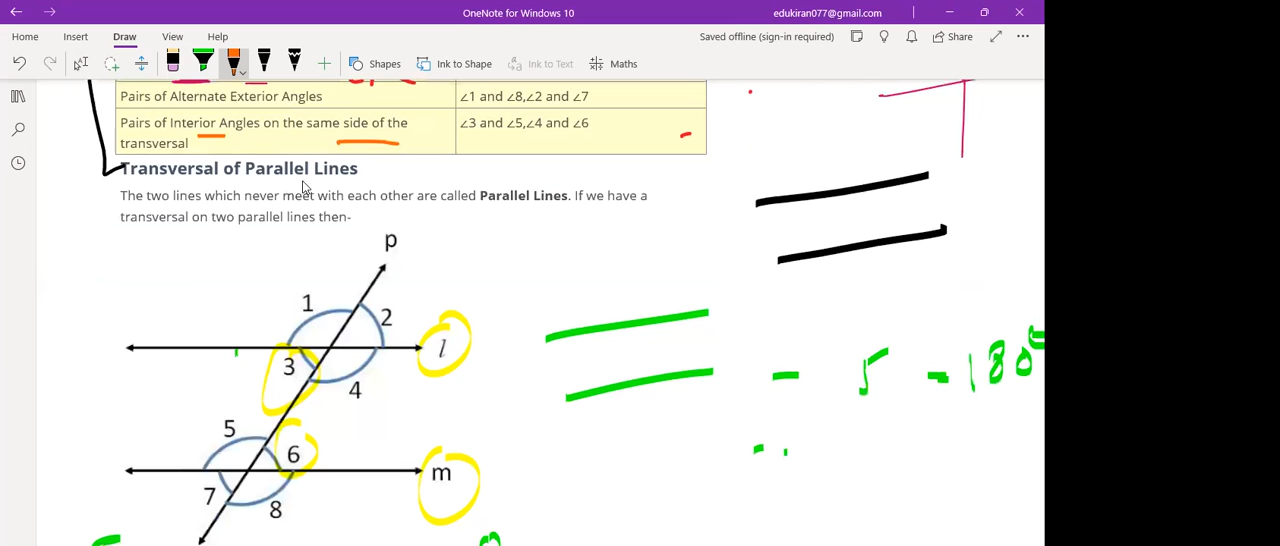 OneNote for Windows 10
edukiran077@gmail.com
Home Insert Draw View Help
Saved offline (sign-in required)
Share
Shapes Ink to Shape Ink to Text Maths
Pairs of Alternate Exterior Angles ∠1 and ∠8,∠2 and ∠7
Pairs of Interior Angles on the same side of the ∠3 and ∠5,∠4 and ∠6
transversal
Transversal of Parallel Lines
The two lines which never meet with each other are called Parallel Lines. If we have a
transversal on two parallel lines then-
p
1
2
l
3
4
- 5 - 180°
5
6
m
7
8